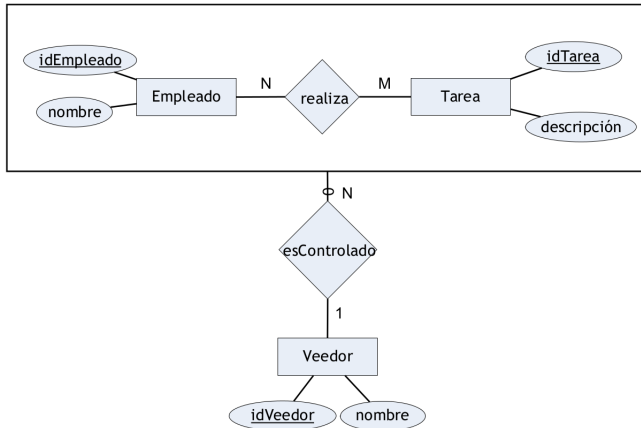 idEmpleado
nombre
Empleado
N
realiza
M
Tarea
idTarea
descripción
N
esControlado
1
Veedor
idVeedor
nombre